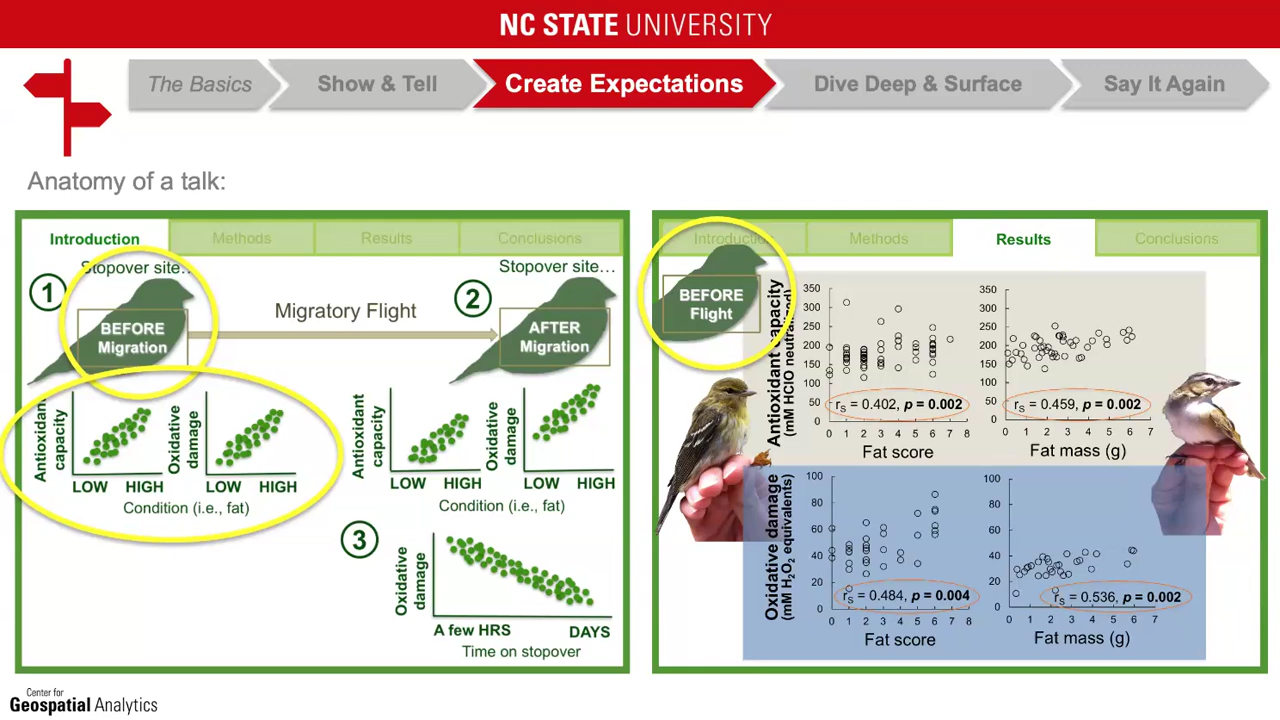 NC STATE UNIVERSITY
The Basics
Show & Tell
Create Expectations
Dive Deep & Surface
Say It Again
Anatomy of a talk:
Introduction
Methods
Results
Conclusions
Stopover site…
Stopover site…
1
BEFORE
Migration
Migratory Flight
2
AFTER
Migration
Antioxidant
capacity
LOW HIGH
Oxidative
damage
LOW HIGH
Condition (i.e., fat)
Antioxidant
capacity
LOW HIGH
Oxidative
damage
LOW HIGH
Condition (i.e., fat)
3
Oxidative
damage
A few HRS DAYS
Time on stopover
Introduction
Methods
Results
Conclusions
BEFORE
Flight
Antioxidant capacity
(mM HClO neutralized)
350
300
250
200
150
100
50
0
rs = 0.402, p = 0.002
0 1 2 3 4 5 6 7 8
Fat score
350
300
250
200
150
100
50
0
rs = 0.459, p = 0.002
0 1 2 3 4 5 6 7
Fat mass (g)
Oxidative damage
(mM H2O2 equivalents)
100
80
60
40
20
0
rs = 0.484, p = 0.004
0 1 2 3 4 5 6 7 8
Fat score
100
80
60
40
20
0
rs = 0.536, p = 0.002
0 1 2 3 4 5 6 7
Fat mass (g)
Center for
Geospatial Analytics